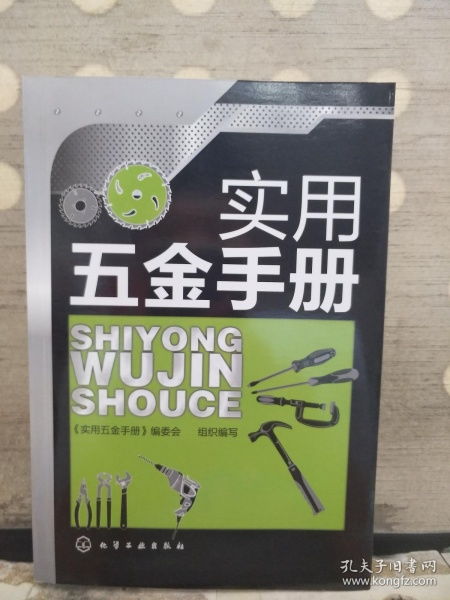 实用
五金手册
SHIYONG
WUJIN
SHOUCE
《实用五金手册》编委会 组织编写
化学工业出版社
孔夫子旧书网
www.kongfz.com